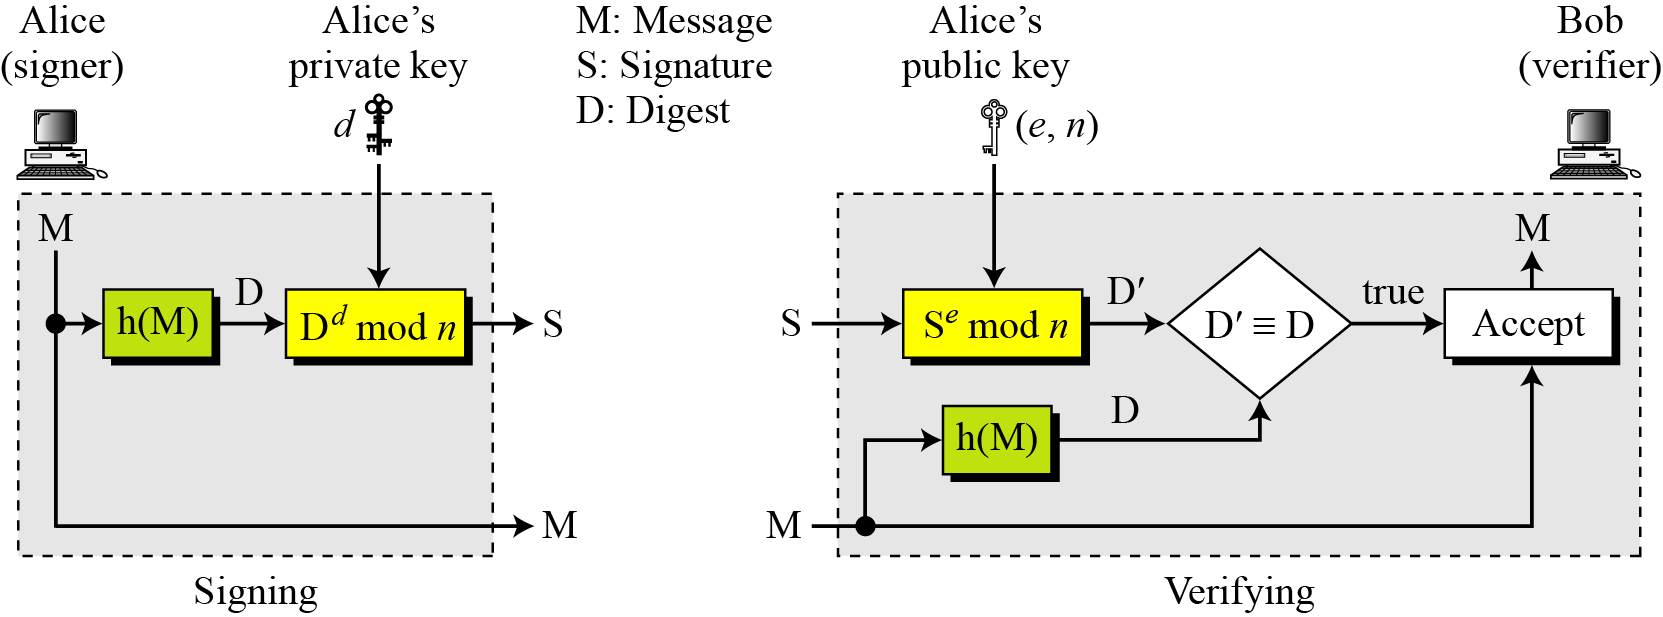 Alice
(signer)
Alice’s
private key
d
M: Message
S: Signature
D: Digest
Alice’s
public key
(e, n)
Bob
(verifier)
M
h(M)
D
D^d mod n
S
M
Signing
S
S^e mod n
D′
D′ ≡ D
true
Accept
M
h(M)
D
M
Verifying